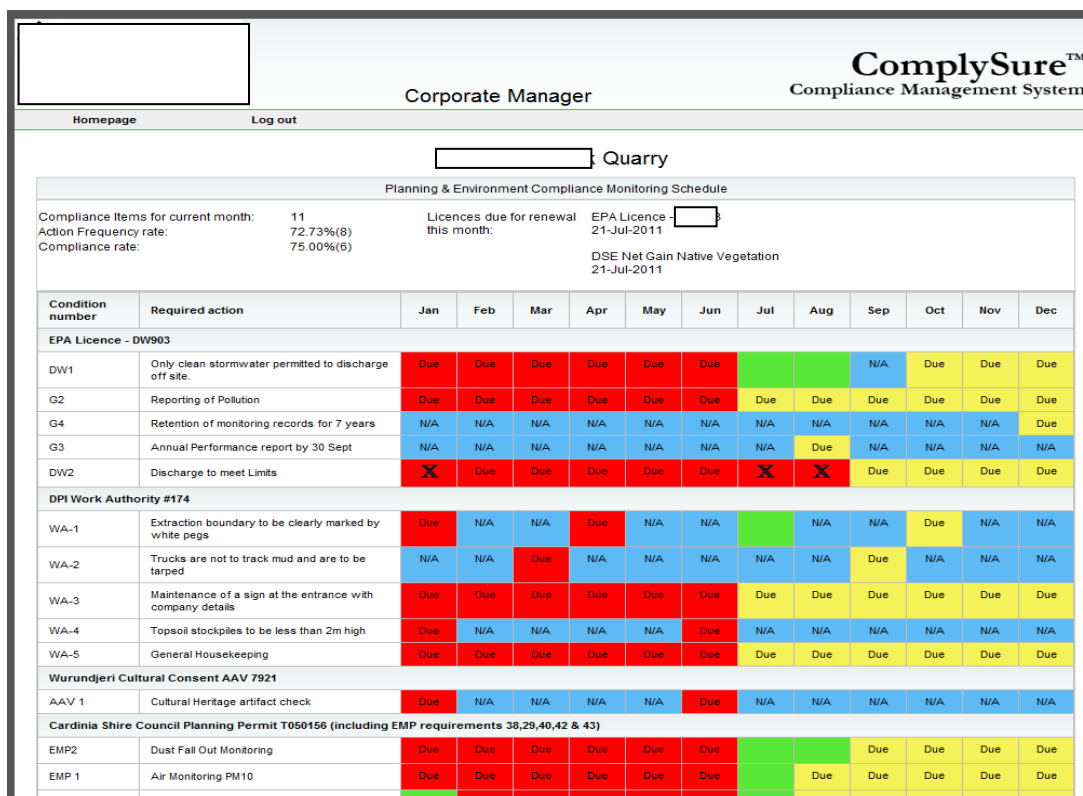 ComplySure™
Compliance Management System
Corporate Manager
Homepage Log out
Quarry
Planning & Environment Compliance Monitoring Schedule
Compliance Items for current month: 11 Licences due for renewal EPA Licence -
Action Frequency rate: 72.73%(8) this month: 21-Jul-2011
Compliance rate: 75.00%(6)
DSE Net Gain Native Vegetation
21-Jul-2011
Condition number Required action Jan Feb Mar Apr May Jun Jul Aug Sep Oct Nov Dec
EPA Licence - DW903
DW1 Only clean stormwater permitted to discharge off site. Due Due Due Due Due Due N/A Due Due Due
G2 Reporting of Pollution Due Due Due Due Due Due Due Due Due Due Due Due
G4 Retention of monitoring records for 7 years N/A N/A N/A N/A N/A N/A N/A N/A N/A N/A N/A Due
G3 Annual Performance report by 30 Sept N/A N/A N/A N/A N/A N/A N/A Due N/A N/A N/A N/A
DW2 Discharge to meet Limits X Due Due Due Due Due X X Due Due Due Due
DPI Work Authority #174
WA-1 Extraction boundary to be clearly marked by white pegs Due N/A N/A Due N/A N/A N/A N/A Due N/A N/A
WA-2 Trucks are not to track mud and are to be tarped N/A N/A Due N/A N/A N/A N/A N/A Due N/A N/A N/A
WA-3 Maintenance of a sign at the entrance with company details Due Due Due Due Due Due Due Due Due Due Due Due
WA-4 Topsoil stockpiles to be less than 2m high Due N/A N/A N/A N/A Due N/A N/A N/A N/A N/A N/A
WA-5 General Housekeeping Due Due Due Due Due Due Due Due Due Due Due Due
Wurundjeri Cultural Consent AAV 7921
AAV 1 Cultural Heritage artifact check Due N/A N/A N/A N/A Due N/A N/A N/A N/A N/A N/A
Cardinia Shire Council Planning Permit T050156 (including EMP requirements 38,29,40,42 & 43)
EMP2 Dust Fall Out Monitoring Due Due Due Due Due Due Due Due Due Due
EMP 1 Air Monitoring PM10 Due Due Due Due Due Due Due Due Due Due Due